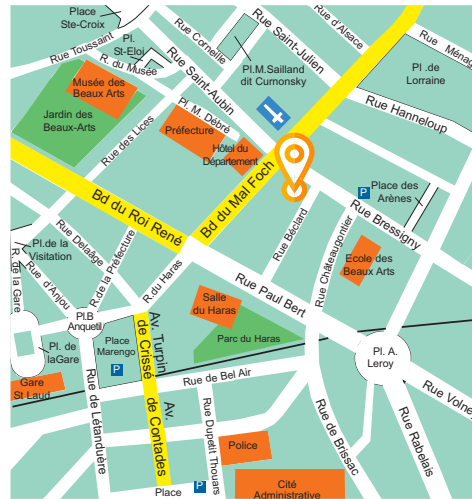 Place
Ste-Croix
Rue Toussaint
Pl.
St-Eloi
R. du Musée
Rue Corneille
Rue Saint-Aubin
Rue Saint-Julien
Rue d'Alsace
Pl.M.Sailland
dit Curnonsky
Rue Ménag
Pl .de
Lorraine
Rue Hanneloup
Musée des
Beaux Arts
Jardin des
Beaux-Arts
Rue des Lices
Pl. M. Débré
Préfecture
Hôtel du
Département
Bd du Mal Foch
Bd du Roi René
P
Place des
Arènes
Rue Bressigny
Rue Béclard
Rue Châteaugontier
Ecole des
Beaux Arts
Pl.de la
Visitation
Rue Delaâge
R. de la Préfecture
Rue d'Anjou
R. de la Gare
R.du Haras
Rue Paul Bert
Salle
du Haras
Parc du Haras
Pl.B
Anquetil
Pl. de
laGare
Place
Marengo
P
Av. Turpin
de Crissé
Av.
de Contades
Gare
St Laud
Rue de Létanduère
Rue de Bel Air
Rue Dupetit Thouars
Pl. A.
Leroy
Rue Volney
Rue Rabelais
Rue de Brissac
Police
Place
P
Cité
Administrative